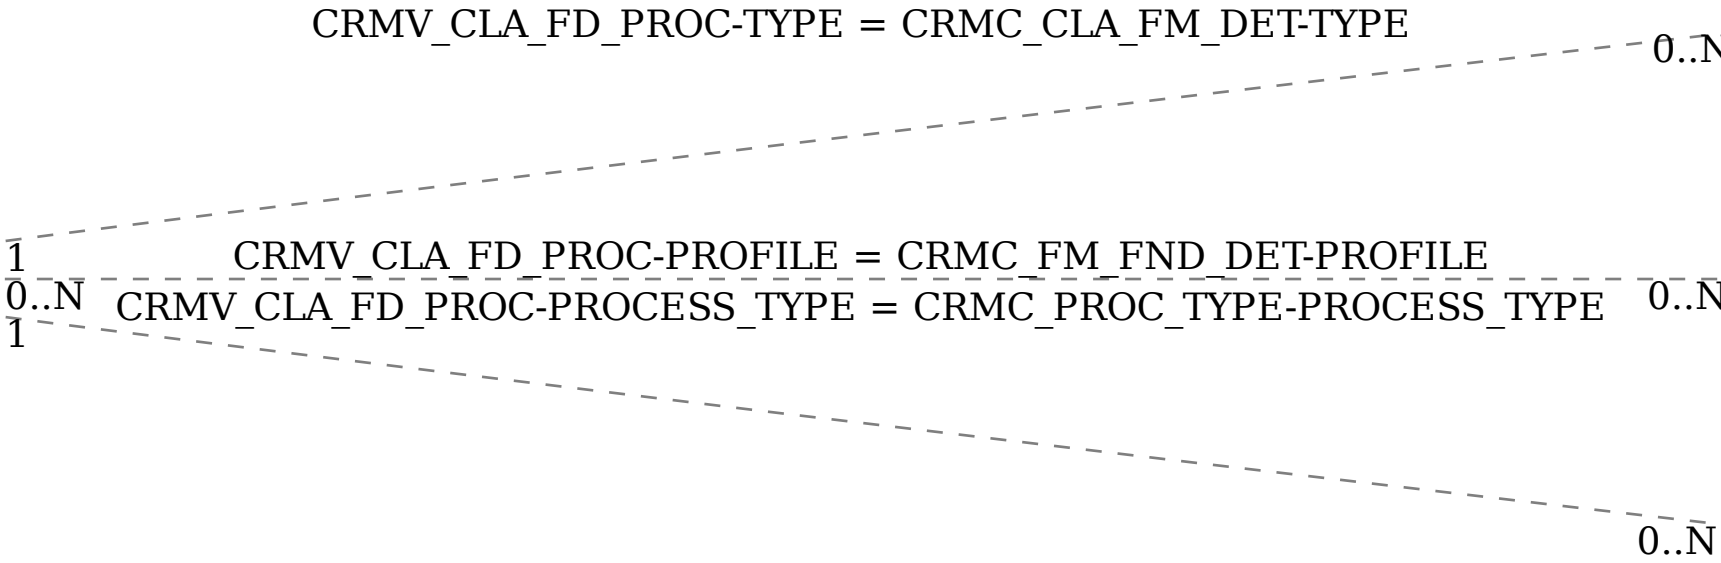 CRMV_CLA_FD_PROC-TYPE = CRMC_CLA_FM_DET-TYPE
0..N
1
CRMV_CLA_FD_PROC-PROFILE = CRMC_FM_FND_DET-PROFILE
0..N
0..N
CRMV_CLA_FD_PROC-PROCESS_TYPE = CRMC_PROC_TYPE-PROCESS_TYPE
1
0..N